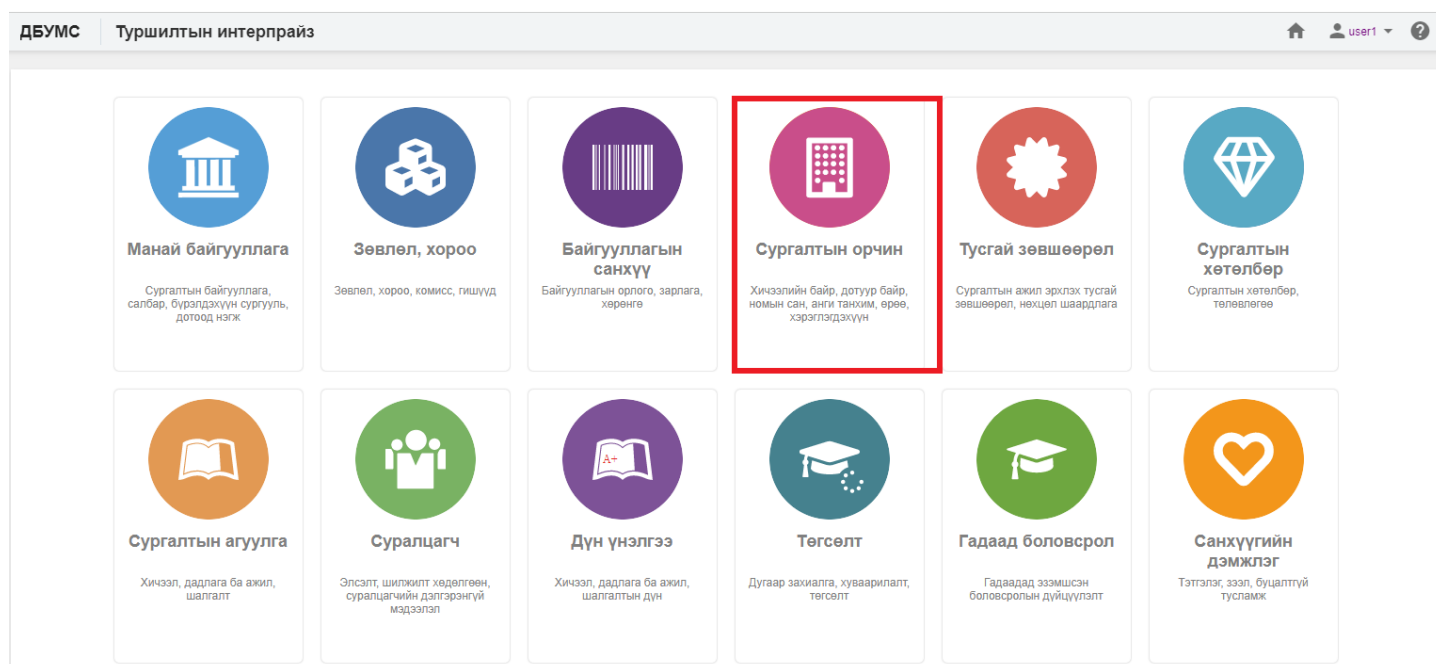 ДБУМС Туршилтын интерпрайз user1
Манай байгууллага
Сургалтын байгууллага,
салбар, бүрэлдэхүүн сургууль,
дотоод нэгж
Зөвлөл, хороо
Зөвлөл, хороо, комисс, гишүүд
Байгууллагын
санхүү
Байгууллагын орлого, зарлага,
хөрөнгө
Сургалтын орчин
Хичээлийн байр, дотуур байр,
номын сан, анги танхим, өрөө,
хэрэглэгдэхүүн
Тусгай зөвшөөрөл
Сургалтын ажил эрхлэх тусгай
зөвшөөрөл, нөхцөл шаардлага
Сургалтын
хөтөлбөр
Сургалтын хөтөлбөр,
төлөвлөгөө
Сургалтын агуулга
Хичээл, дадлага ба ажил,
шалгалт
Суралцагч
Элсэлт, шилжилт хөдөлгөөн,
суралцагчийн дэлгэрэнгүй
мэдээлэл
A+
Дүн үнэлгээ
Хичээл, дадлага ба ажил,
шалгалтын дүн
Төгсөлт
Дугаар захиалга, хуваарилалт,
төгсөлт
Гадаад боловсрол
Гадаадад эзэмшсэн
боловсролын дүйцүүлэлт
Санхүүгийн
дэмжлэг
Тэтгэлэг, зээл, буцалтгүй
тусламж